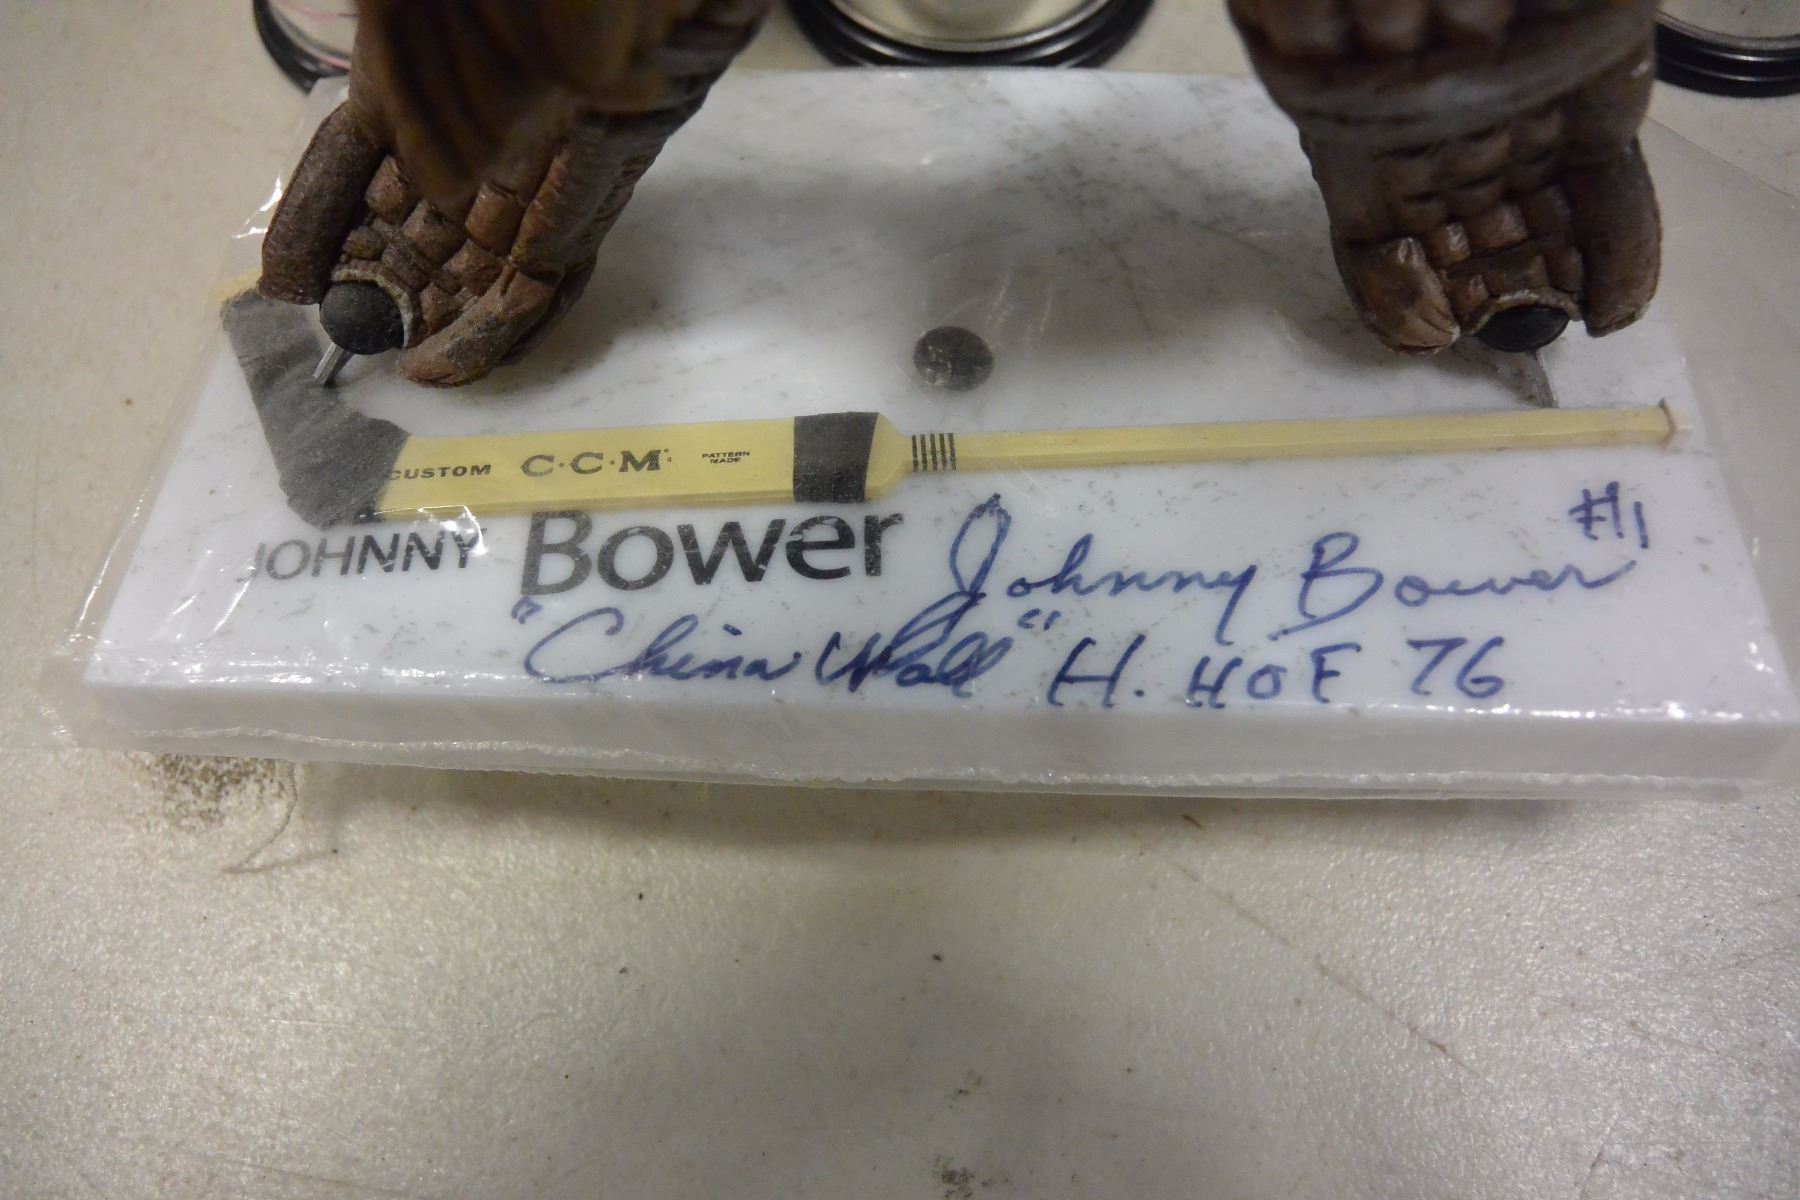 CUSTOM C·C·M PATTERN MADE
JOHNNY Bower
Johnny Bower #1
"China Wall" H. HOF 76